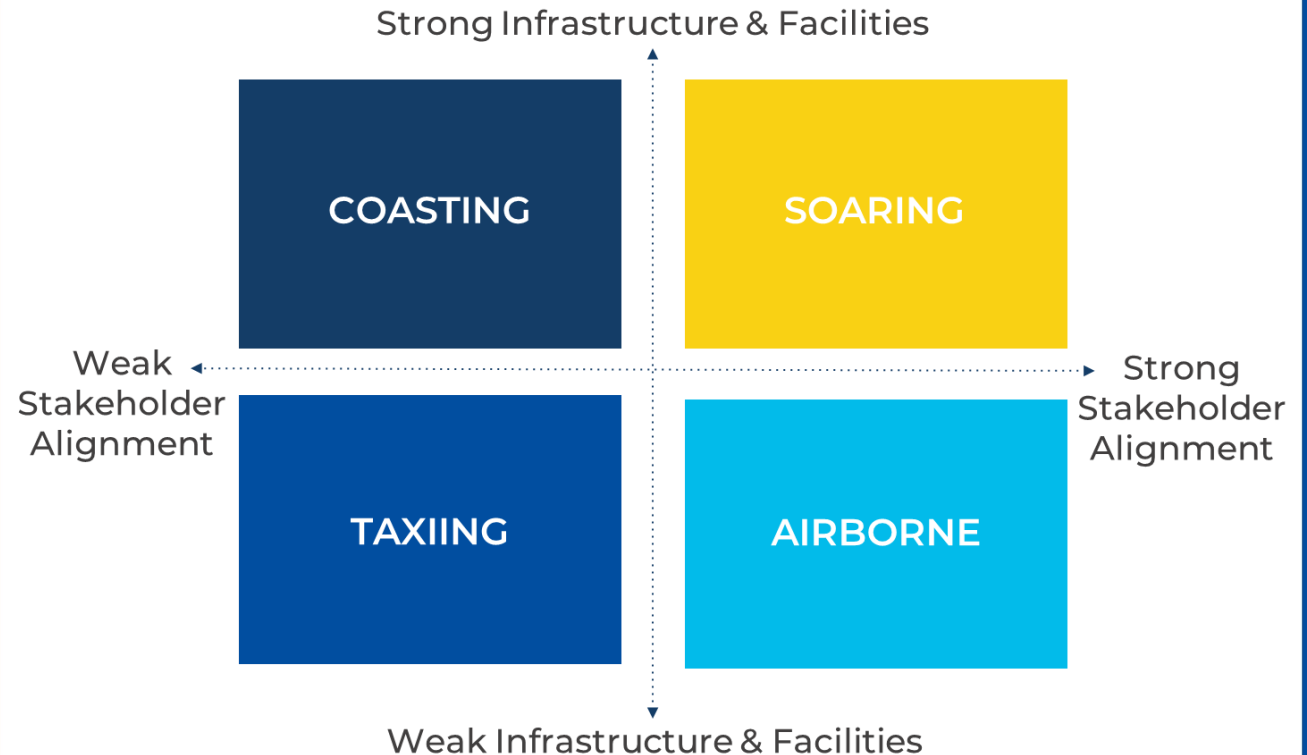 Strong Infrastructure & Facilities
COASTING
SOARING
Weak
Stakeholder
Alignment
Strong
Stakeholder
Alignment
TAXIING
AIRBORNE
Weak Infrastructure & Facilities